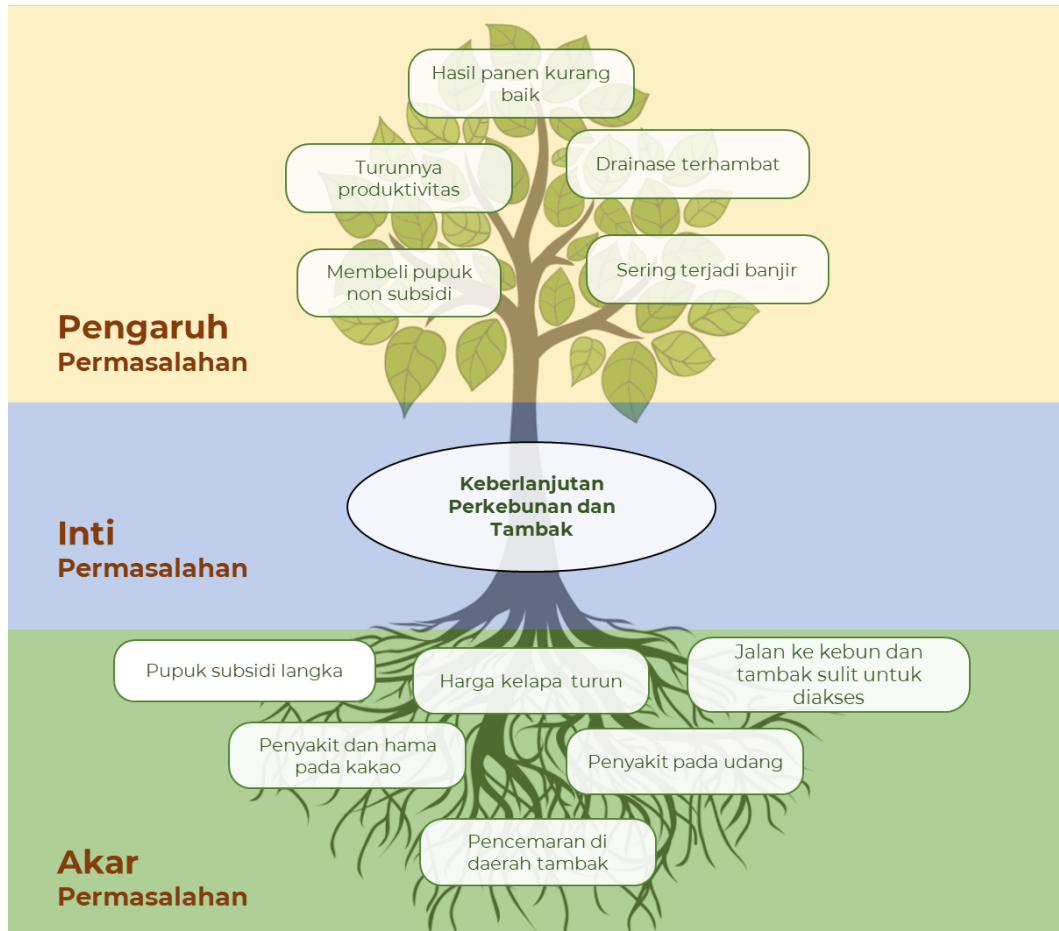 Hasil panen kurang
baik
Turunnya
produktivitas
Drainase terhambat
Membeli pupuk
non subsidi
Sering terjadi banjir
Pengaruh
Permasalahan
Keberlanjutan
Perkebunan dan
Tambak
Inti
Permasalahan
Pupuk subsidi langka
Harga kelapa turun
Jalan ke kebun dan
tambak sulit untuk
diakses
Penyakit dan hama
pada kakao
Penyakit pada udang
Pencemaran di
daerah tambak
Akar
Permasalahan